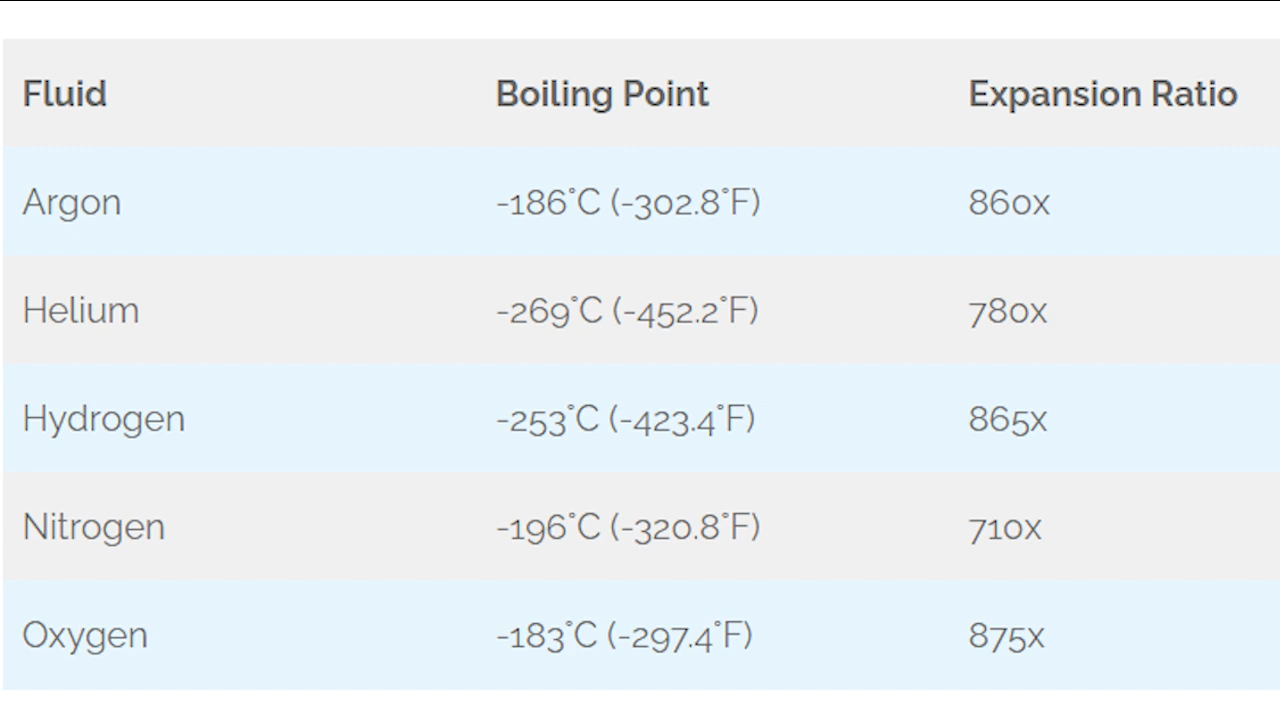 Fluid Boiling Point Expansion Ratio
Argon -186°C (-302.8°F) 860x
Helium -269°C (-452.2°F) 780x
Hydrogen -253°C (-423.4°F) 865x
Nitrogen -196°C (-320.8°F) 710x
Oxygen -183°C (-297.4°F) 875x